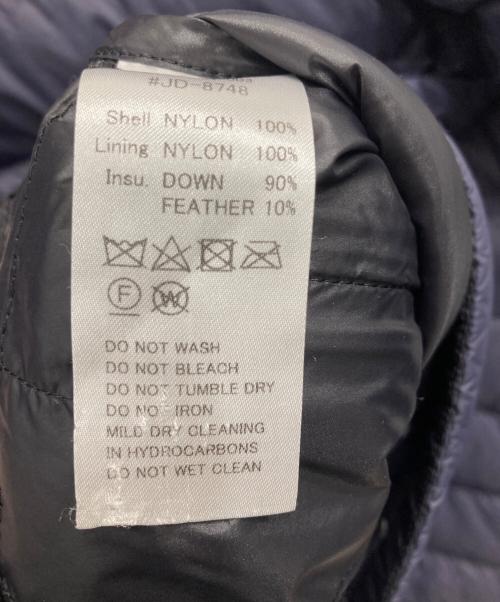 #JD-8748
Shell NYLON 100%
Lining NYLON 100%
Insu. DOWN 90%
FEATHER 10%
F
W
DO NOT WASH
DO NOT BLEACH
DO NOT TUMBLE DRY
DO NOT IRON
MILD DRY CLEANING
IN HYDROCARBONS
DO NOT WET CLEAN